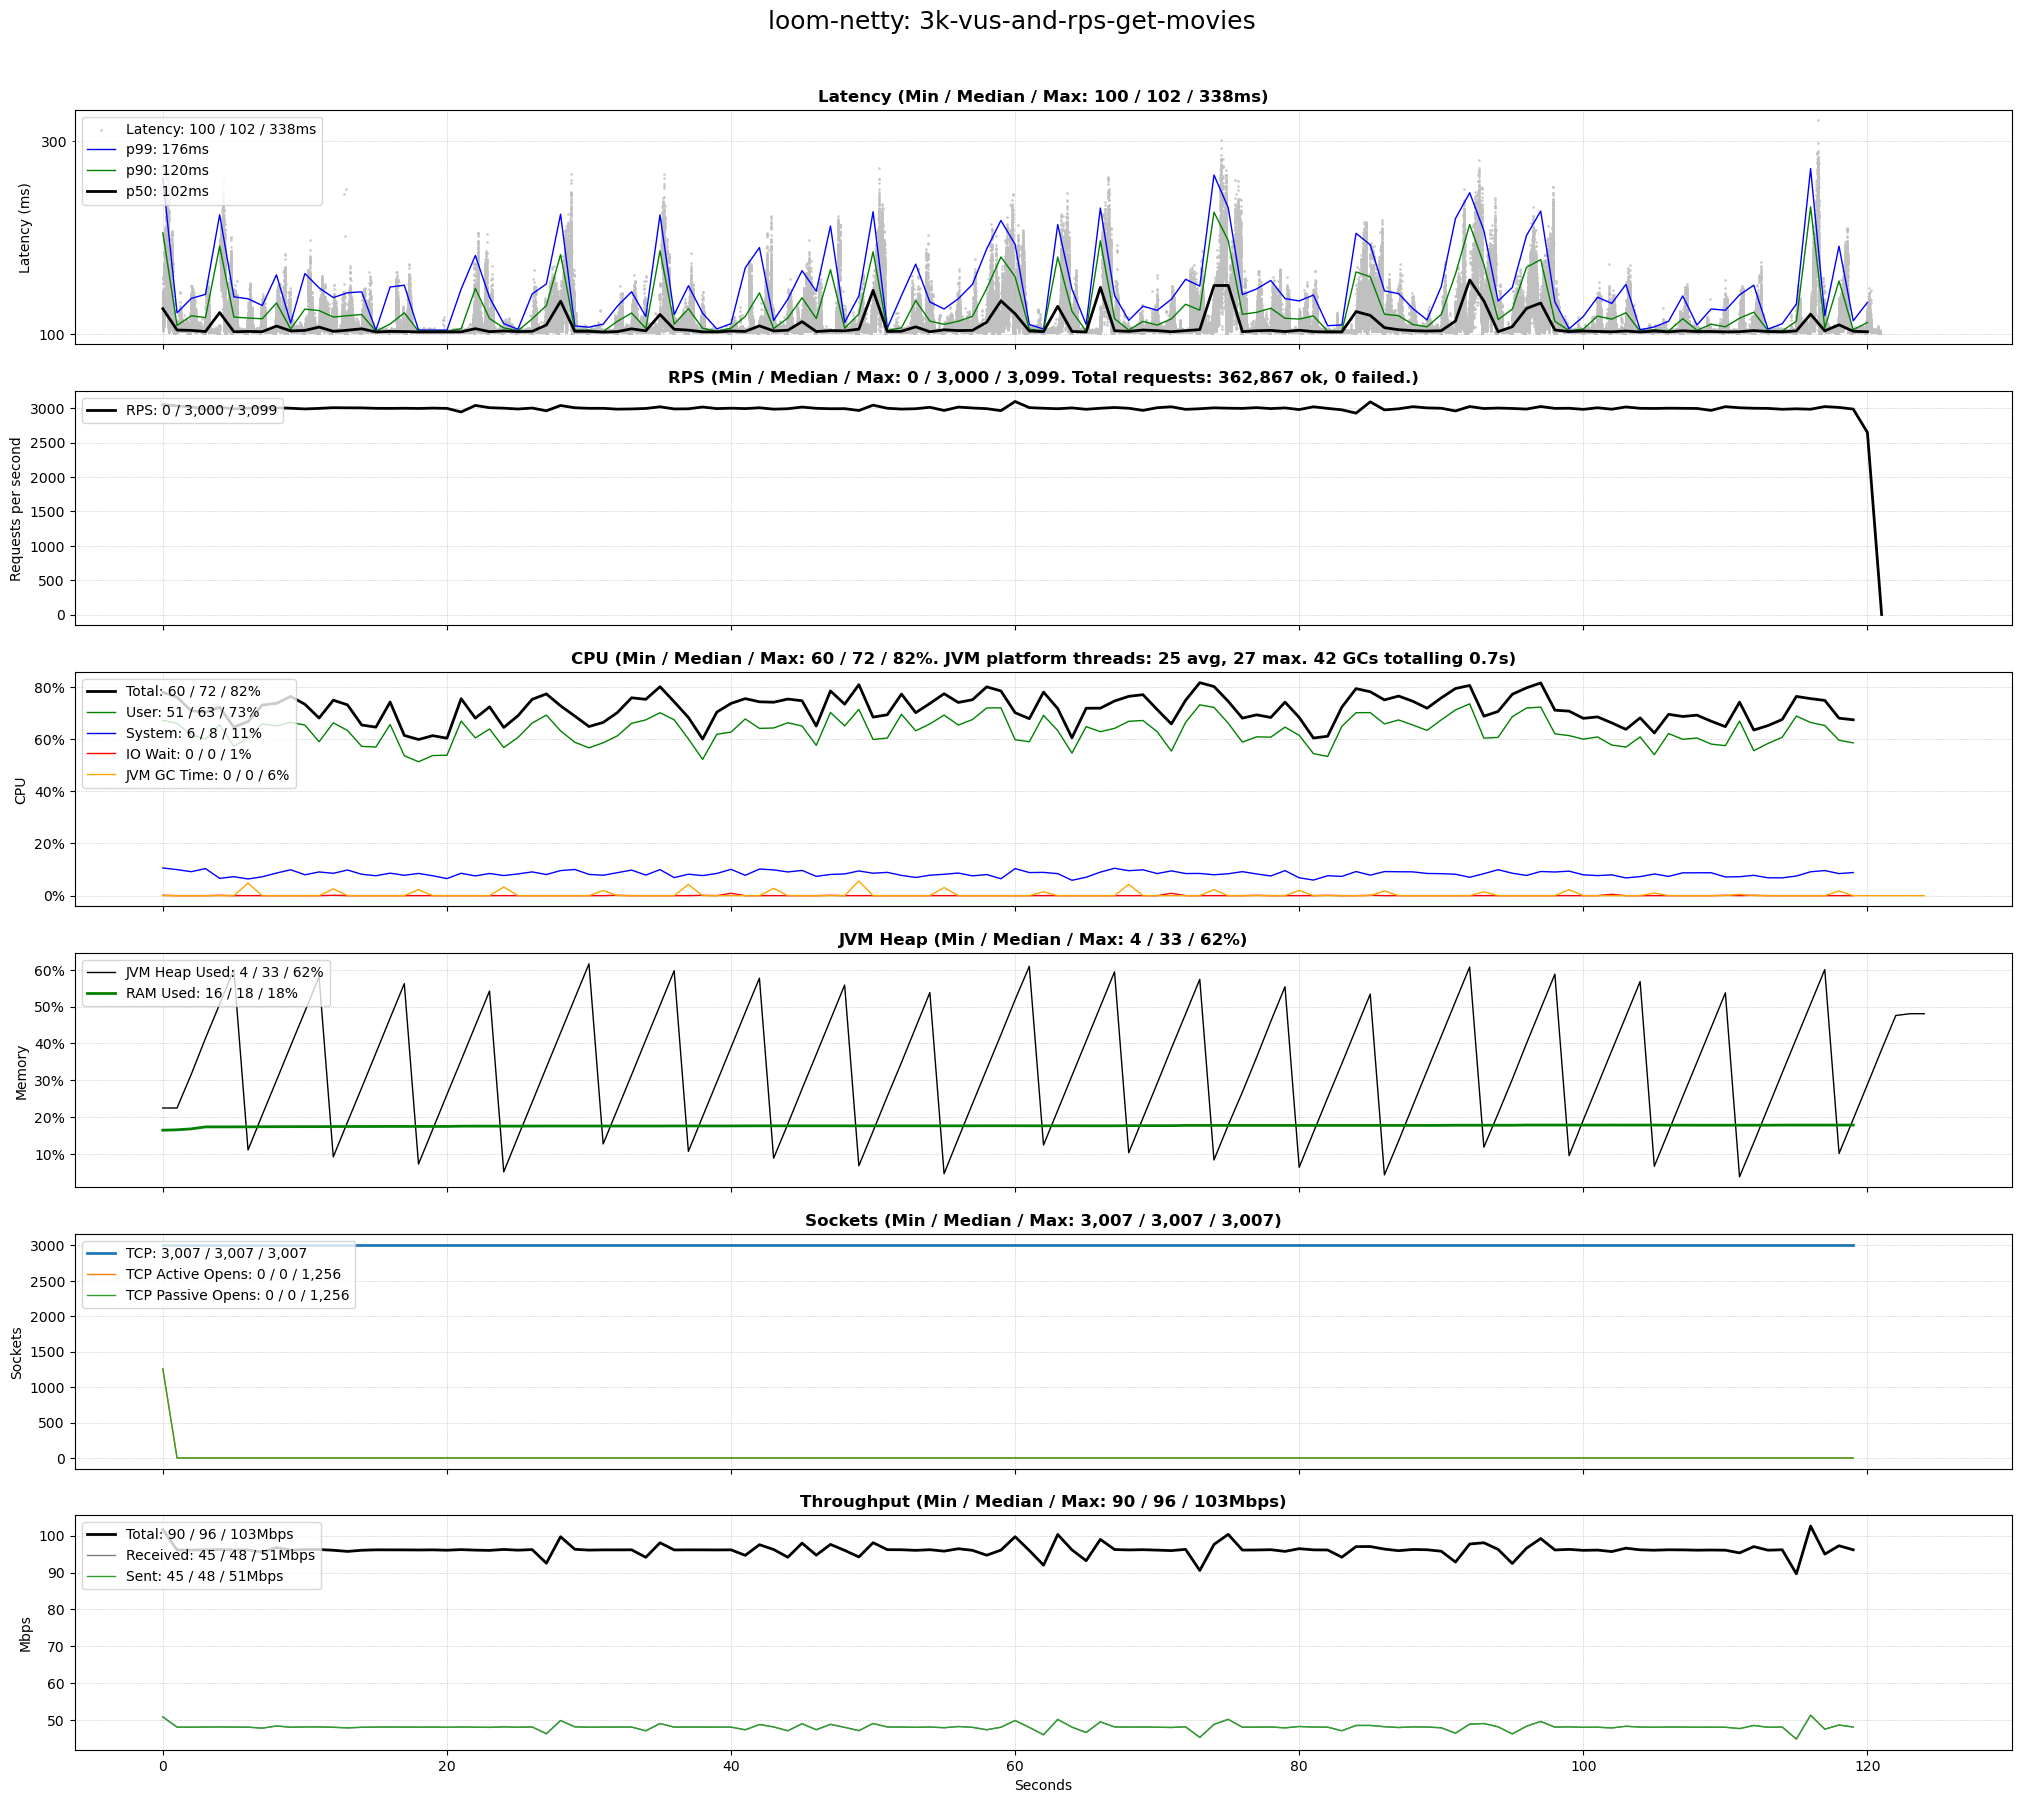 loom-netty: 3k-vus-and-rps-get-movies
Latency (Min / Median / Max: 100 / 102 / 338ms)
Latency: 100 / 102 / 338ms
p99: 176ms
p90: 120ms
p50: 102ms
Latency (ms)
300
100
RPS (Min / Median / Max: 0 / 3,000 / 3,099. Total requests: 362,867 ok, 0 failed.)
RPS: 0 / 3,000 / 3,099
Requests per second
3000
2500
2000
1500
1000
500
0
CPU (Min / Median / Max: 60 / 72 / 82%. JVM platform threads: 25 avg, 27 max. 42 GCs totalling 0.7s)
Total: 60 / 72 / 82%
User: 51 / 63 / 73%
System: 6 / 8 / 11%
IO Wait: 0 / 0 / 1%
JVM GC Time: 0 / 0 / 6%
CPU
80%
60%
40%
20%
0%
JVM Heap (Min / Median / Max: 4 / 33 / 62%)
JVM Heap Used: 4 / 33 / 62%
RAM Used: 16 / 18 / 18%
Memory
60%
50%
40%
30%
20%
10%
Sockets (Min / Median / Max: 3,007 / 3,007 / 3,007)
TCP: 3,007 / 3,007 / 3,007
TCP Active Opens: 0 / 0 / 1,256
TCP Passive Opens: 0 / 0 / 1,256
Sockets
3000
2500
2000
1500
1000
500
0
Throughput (Min / Median / Max: 90 / 96 / 103Mbps)
Total: 90 / 96 / 103Mbps
Received: 45 / 48 / 51Mbps
Sent: 45 / 48 / 51Mbps
Mbps
100
90
80
70
60
50
0 20 40 60 80 100 120
Seconds